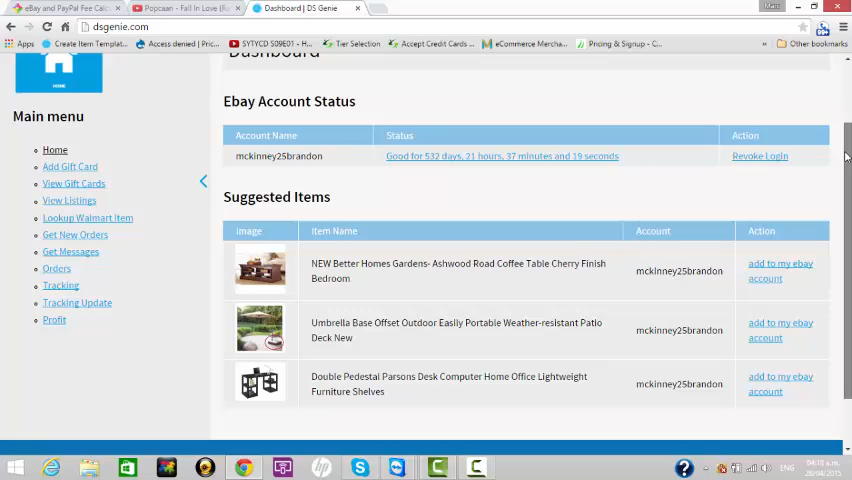 eBay and PayPal Fee Calc
Popcaan - Fall In Love (R
Dashboard | DS Genie
Marc
dsgenie.com
Apps
Create Item Templat...
Access denied | Pric...
SYTYCD S09E01 - H...
Tier Selection
Accept Credit Cards ...
eCommerce Mercha...
Pricing & Signup - C...
»
Other bookmarks
HOME
Main menu
Home
Add Gift Card
View Gift Cards
View Listings
Lookup Walmart Item
Get New Orders
Get Messages
Orders
Tracking
Tracking Update
Profit
Dashboard
Ebay Account Status
Account Name Status Action
mckinney25brandon Good for 532 days, 21 hours, 37 minutes and 19 seconds Revoke Login
Suggested Items
Image Item Name Account Action
NEW Better Homes Gardens- Ashwood Road Coffee Table Cherry Finish
Bedroom
mckinney25brandon
add to my ebay
account
Umbrella Base Offset Outdoor Easily Portable Weather-resistant Patio
Deck New
mckinney25brandon
add to my ebay
account
Double Pedestal Parsons Desk Computer Home Office Lightweight
Furniture Shelves
mckinney25brandon
add to my ebay
account
ENG
04:18 a.m.
28/04/2015